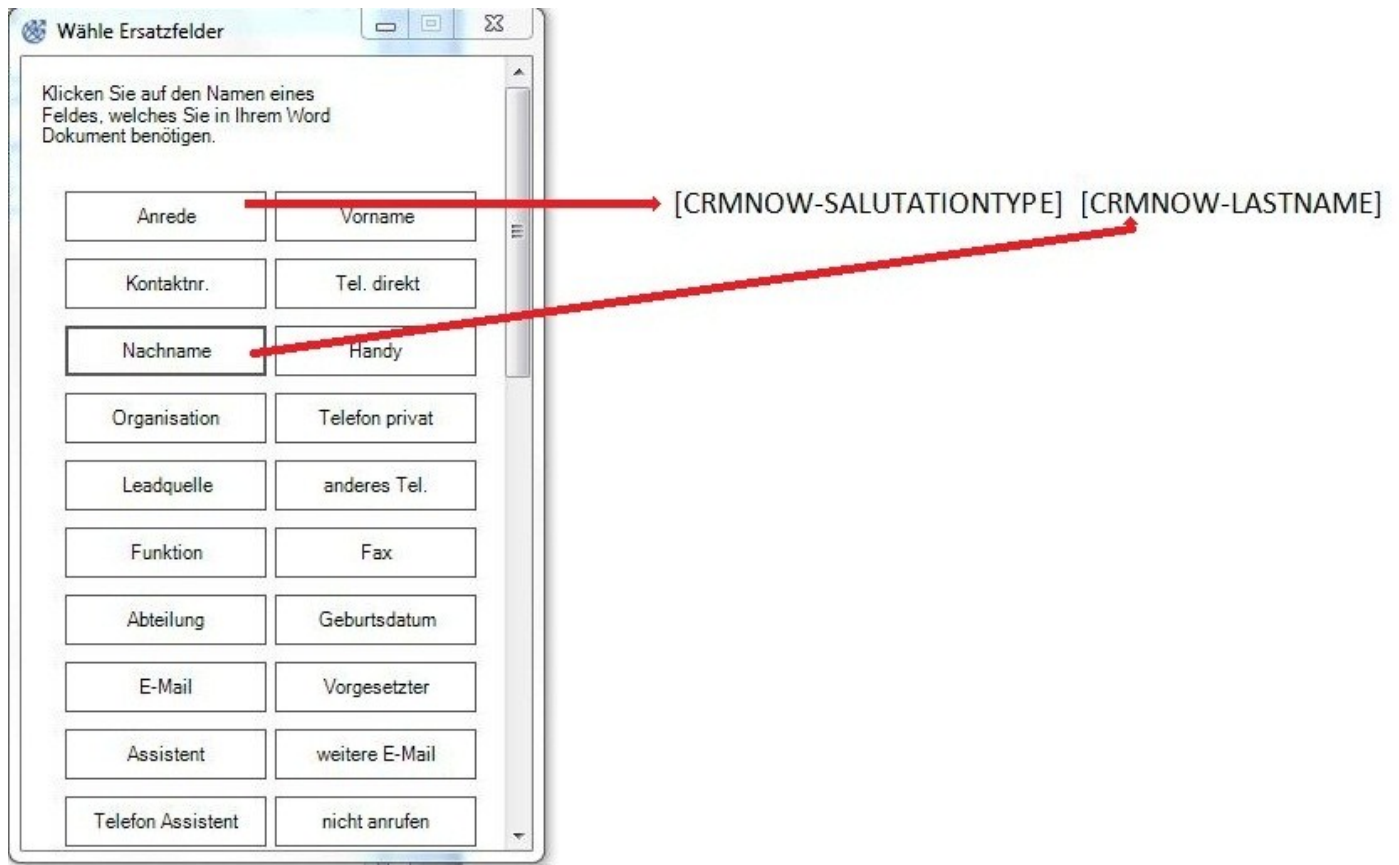 Wähle Ersatzfelder
Klicken Sie auf den Namen eines
Feldes, welches Sie in Ihrem Word
Dokument benötigen.
Anrede Vorname [CRMNOW-SALUTATIONTYPE] [CRMNOW-LASTNAME]
Kontaktnr. Tel. direkt
Nachname Handy
Organisation Telefon privat
Leadquelle anderes Tel.
Funktion Fax
Abteilung Geburtsdatum
E-Mail Vorgesetzter
Assistent weitere E-Mail
Telefon Assistent nicht anrufen